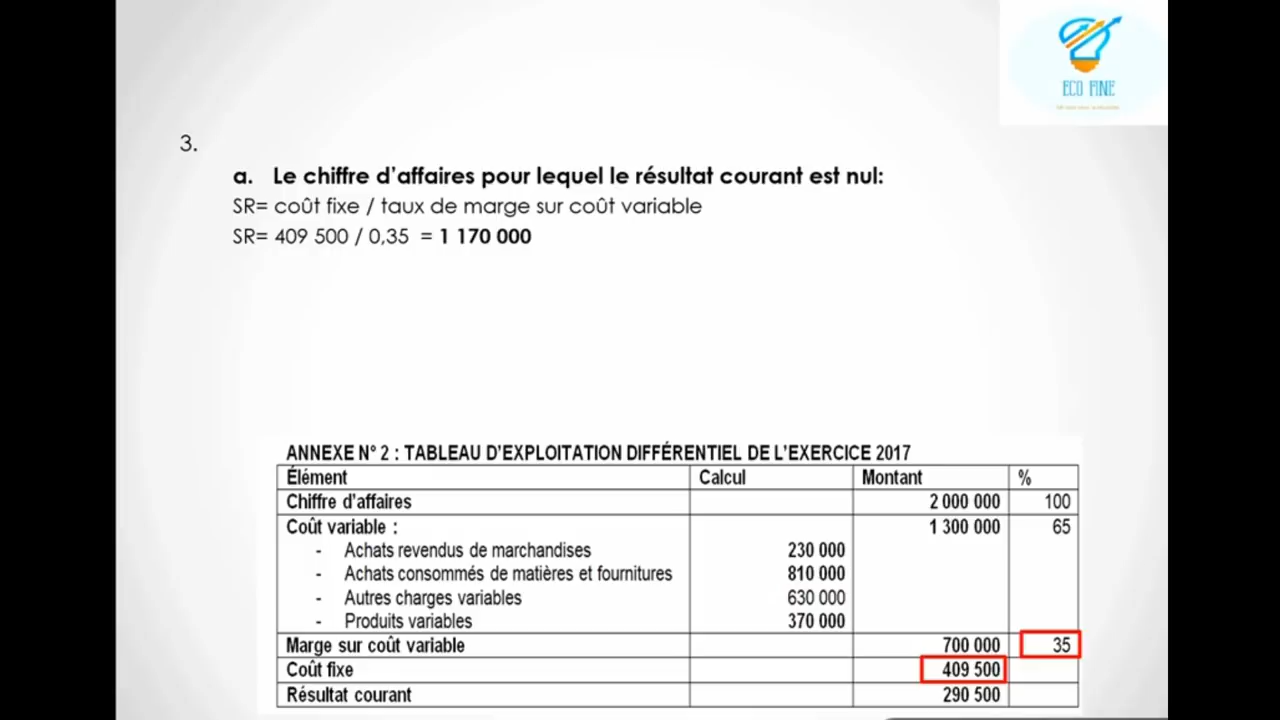 ECO FINE
3.
a. Le chiffre d'affaires pour lequel le résultat courant est nul:
SR= coût fixe / taux de marge sur coût variable
SR= 409 500 / 0,35 = 1 170 000
ANNEXE N° 2 : TABLEAU D'EXPLOITATION DIFFÉRENTIEL DE L'EXERCICE 2017
Élément Calcul Montant %
Chiffre d'affaires 2 000 000 100
Coût variable : 1 300 000 65
- Achats revendus de marchandises 230 000
- Achats consommés de matières et fournitures 810 000
- Autres charges variables 630 000
- Produits variables 370 000
Marge sur coût variable 700 000 35
Coût fixe 409 500
Résultat courant 290 500